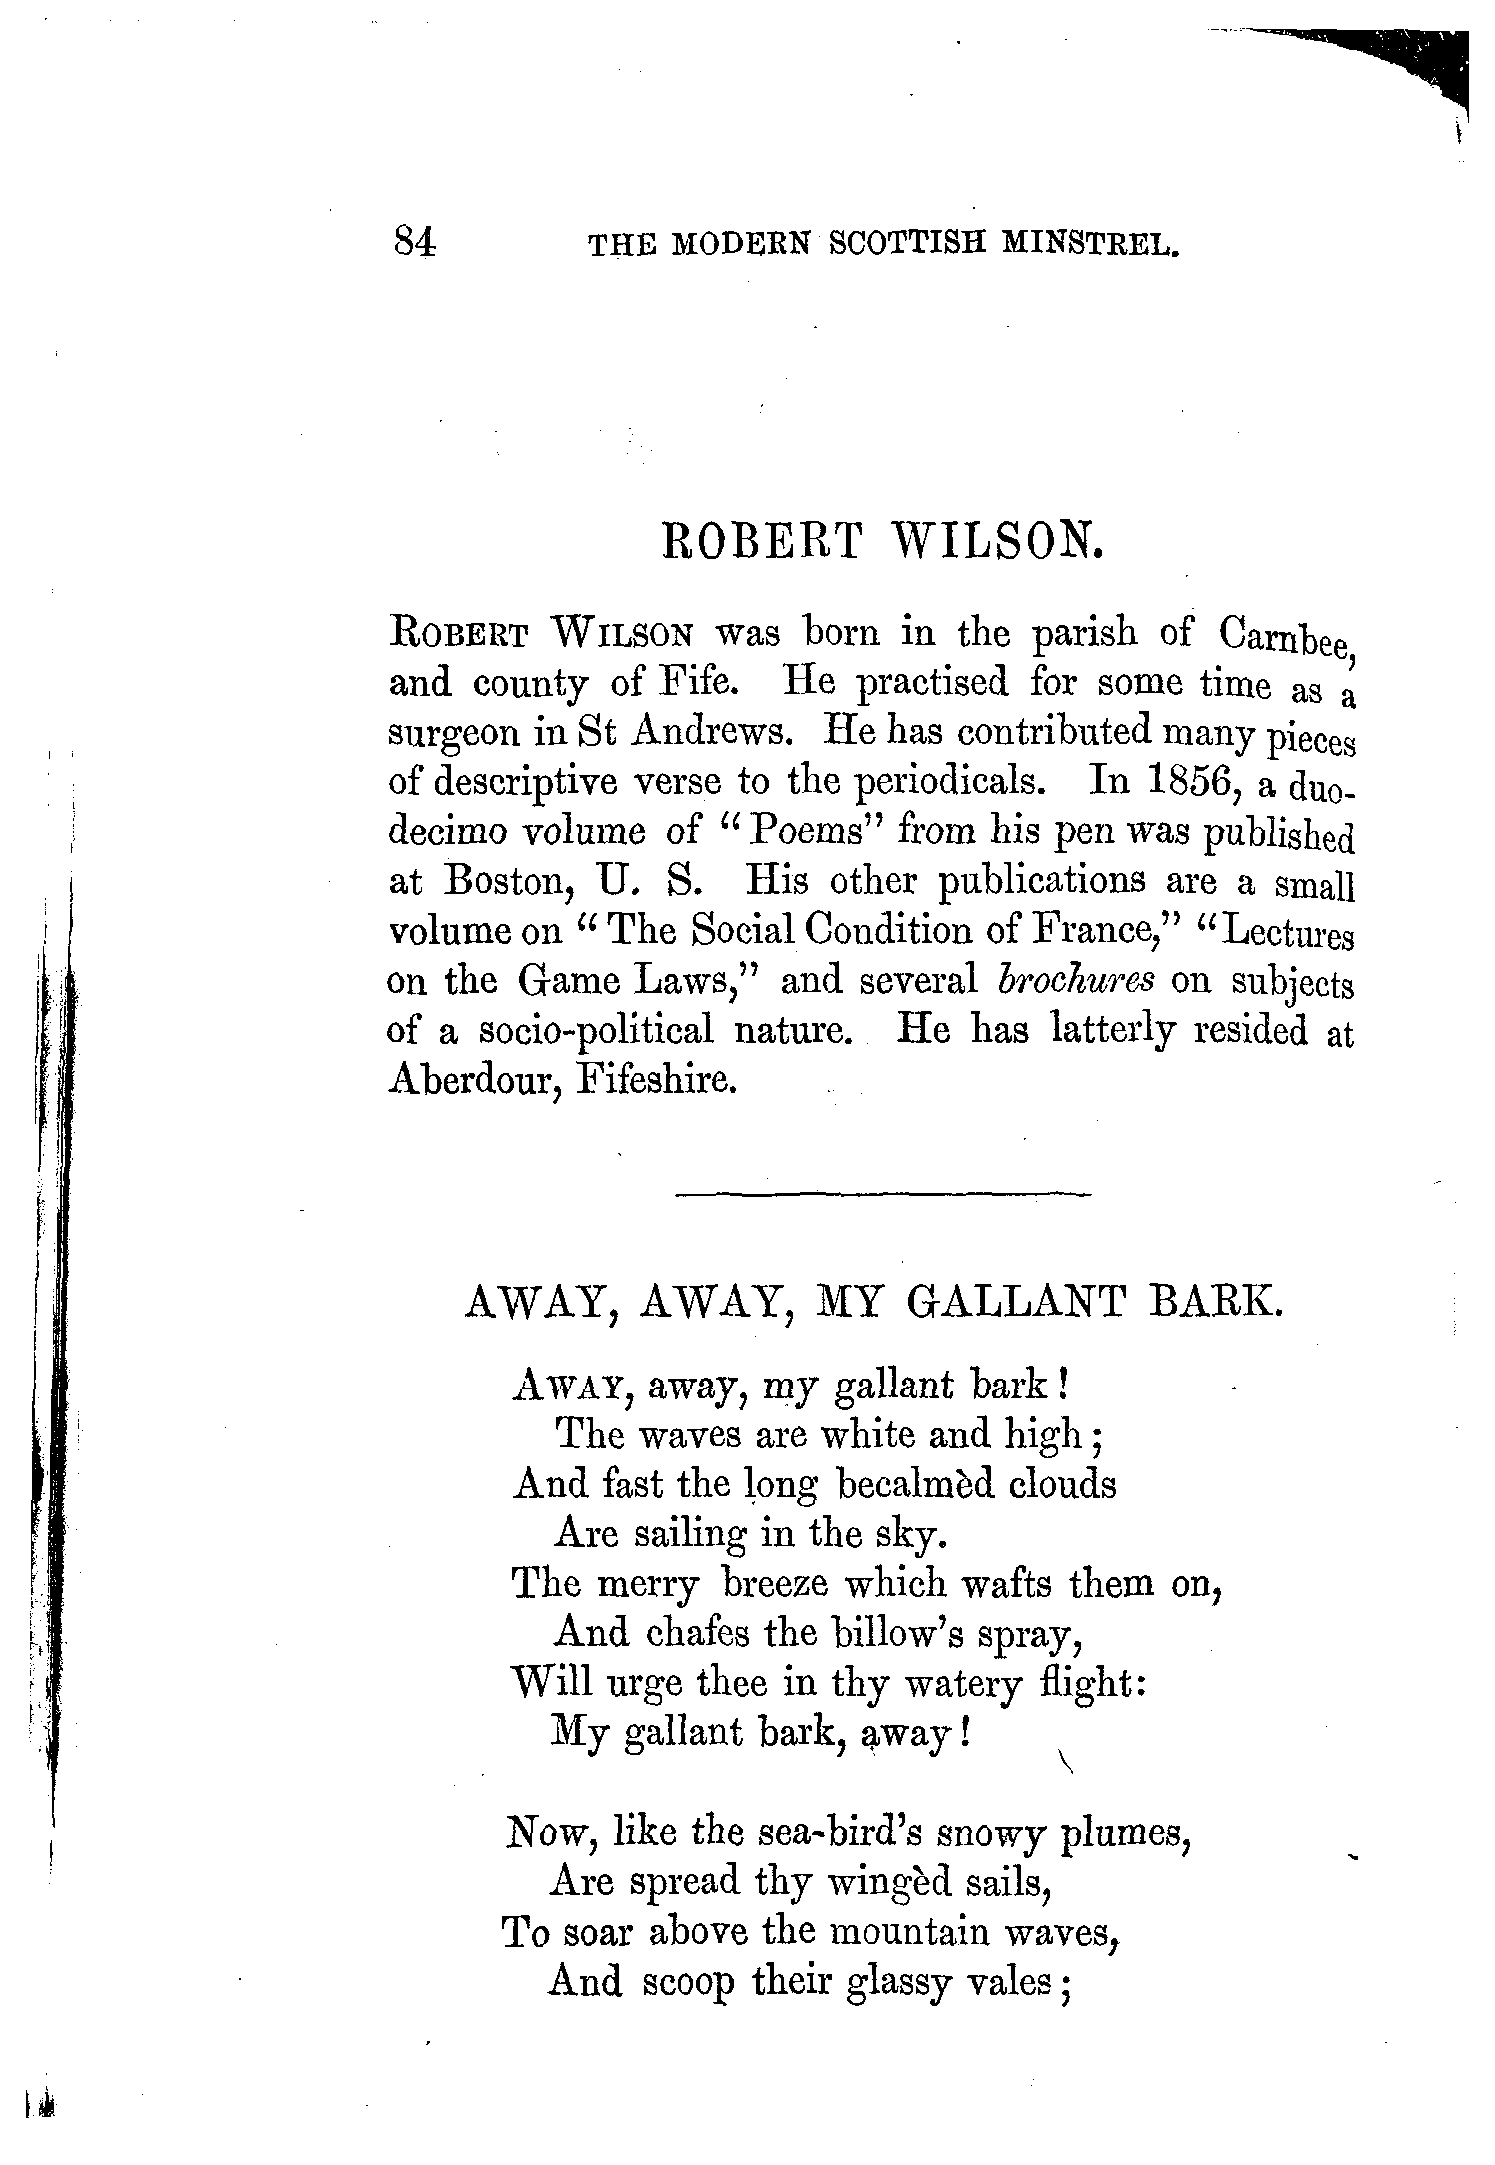 84 THE MODERN SCOTTISH MINSTREL.
ROBERT WILSON.
ROBERT WILSON was born in the parish of Carnbee,
and county of Fife. He practised for some time as a
surgeon in St Andrews. He has contributed many pieces
of descriptive verse to the periodicals. In 1856, a duo-
decimo volume of "Poems" from his pen was published
at Boston, U. S. His other publications are a small
volume on "The Social Condition of France," "Lectures
on the Game Laws," and several brochures on subjects
of a socio-political nature. He has latterly resided at
Aberdour, Fifeshire.
AWAY, AWAY, MY GALLANT BARK.
AWAY, away, my gallant bark!
The waves are white and high;
And fast the long becalmèd clouds
Are sailing in the sky.
The merry breeze which wafts them on,
And chafes the billow's spray,
Will urge thee in thy watery flight:
My gallant bark, away!
Now, like the sea-bird's snowy plumes,
Are spread thy wingèd sails,
To soar above the mountain waves,
And scoop their glassy vales;